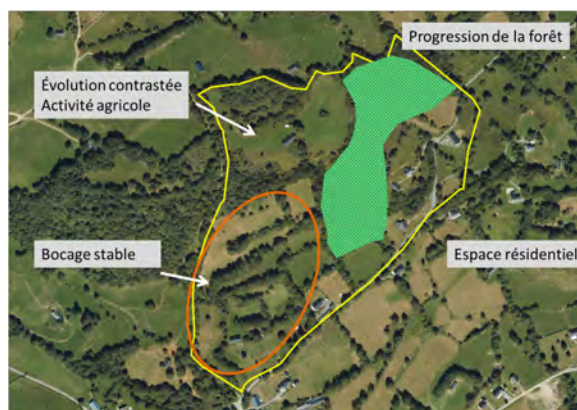 Progression de la forêt
Évolution contrastée
Activité agricole
Bocage stable
Espace résidentiel